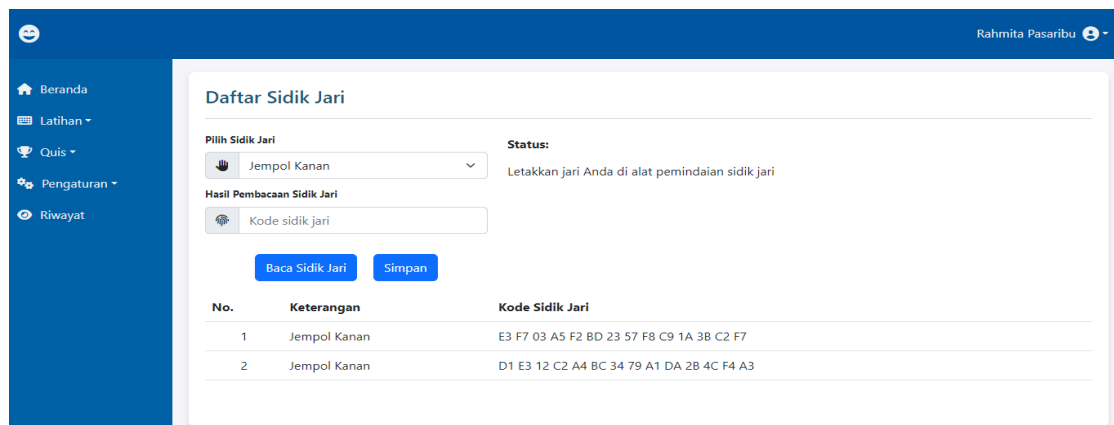 Rahmita Pasaribu
Beranda
Latihan
Quis
Pengaturan
Riwayat
Daftar Sidik Jari
Pilih Sidik Jari
Jempol Kanan
Hasil Pembacaan Sidik Jari
Kode sidik jari
Baca Sidik Jari Simpan
Status:
Letakkan jari Anda di alat pemindaian sidik jari
No. Keterangan Kode Sidik Jari
1 Jempol Kanan E3 F7 03 A5 F2 BD 23 57 F8 C9 1A 3B C2 F7
2 Jempol Kanan D1 E3 12 C2 A4 BC 34 79 A1 DA 2B 4C F4 A3